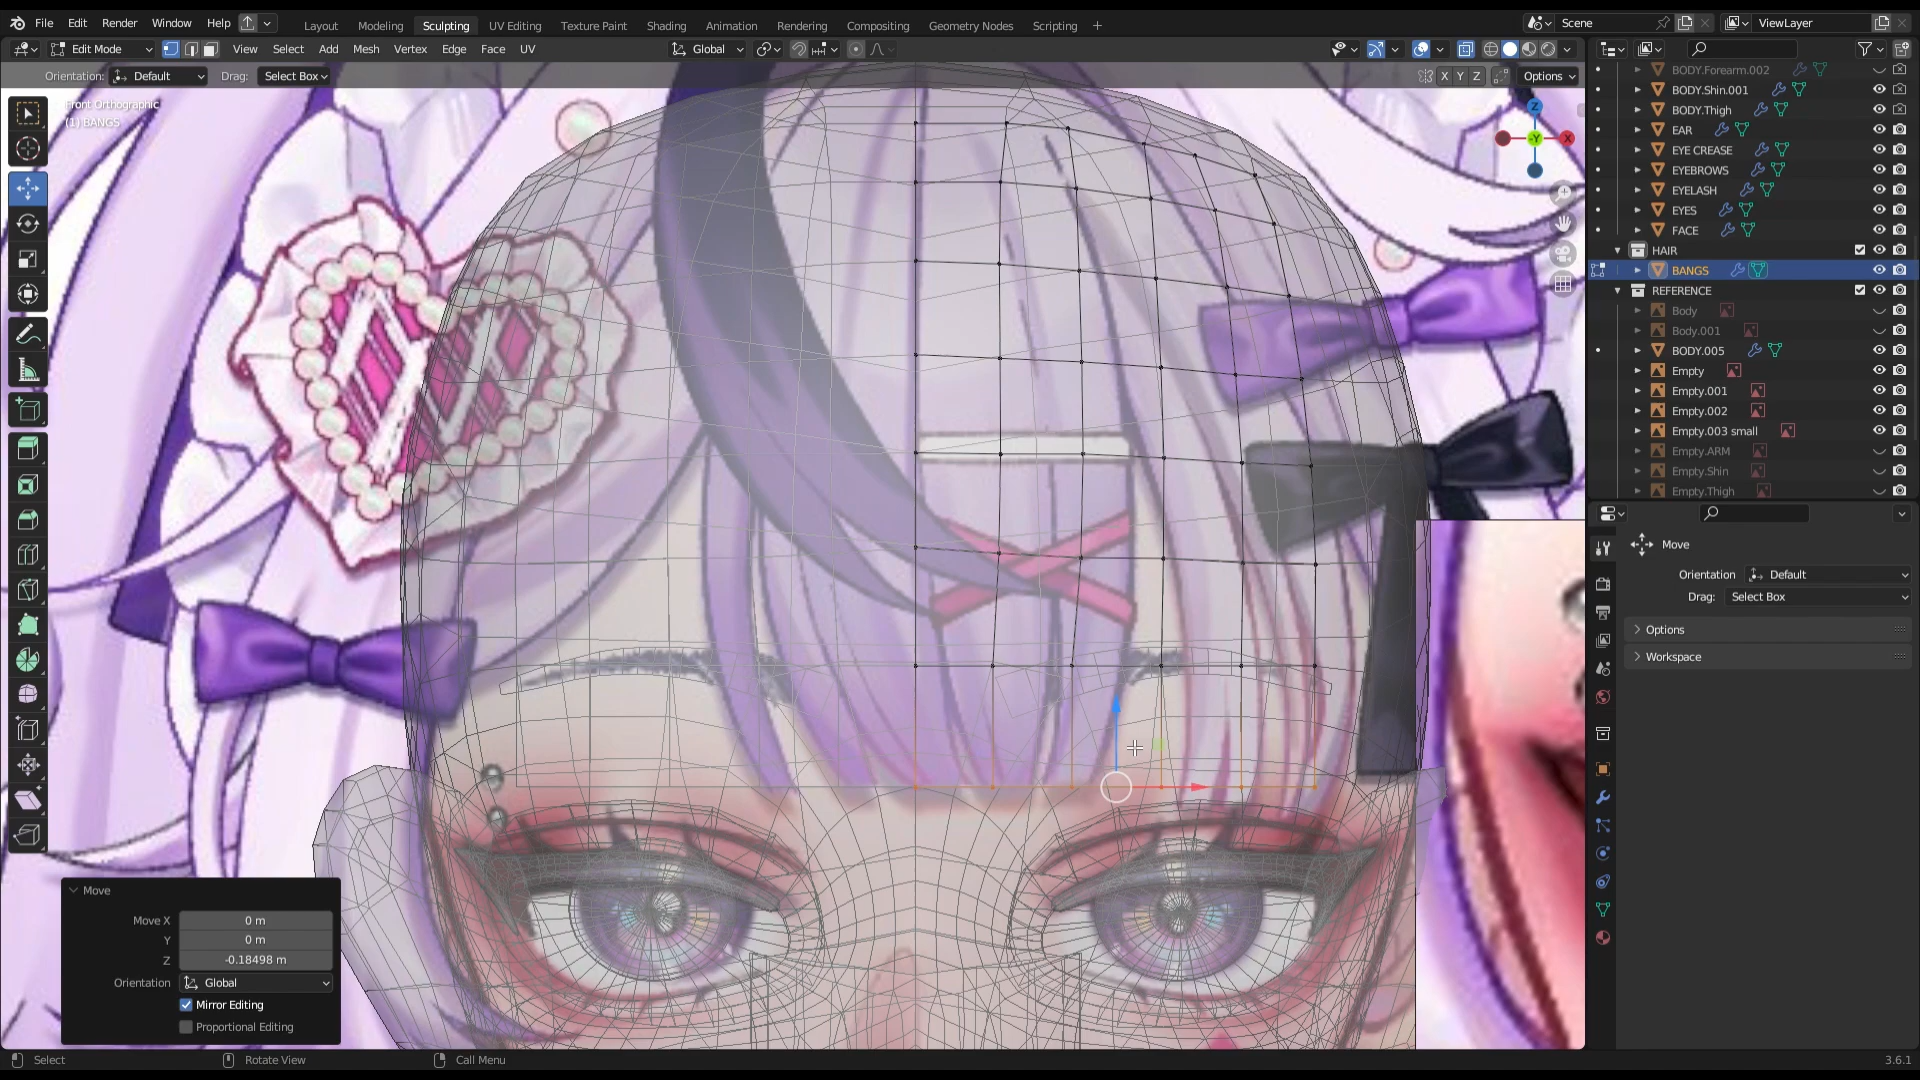 File Edit Render Window Help
Layout Modeling Sculpting UV Editing Texture Paint Shading Animation Rendering Compositing Geometry Nodes Scripting +
Scene
ViewLayer
Edit Mode
View Select Add Mesh Vertex Edge Face UV
Global
Orientation: Default Drag: Select Box
X Y Z Options
Front Orthographic
(1) BANGS
Z
X
-Y
BODY.Forearm.002
BODY.Shin.001
BODY.Thigh
EAR
EYE CREASE
EYEBROWS
EYELASH
EYES
FACE
HAIR
BANGS
REFERENCE
Body
Body.001
BODY.005
Empty
Empty.001
Empty.002
Empty.003 small
Empty.ARM
Empty.Shin
Empty.Thigh
Move
Orientation Default
Drag: Select Box
Options
Workspace
Move
Move X 0 m
Y 0 m
Z -0.18498 m
Orientation Global
Mirror Editing
Proportional Editing
Select
Rotate View
Call Menu
3.6.1